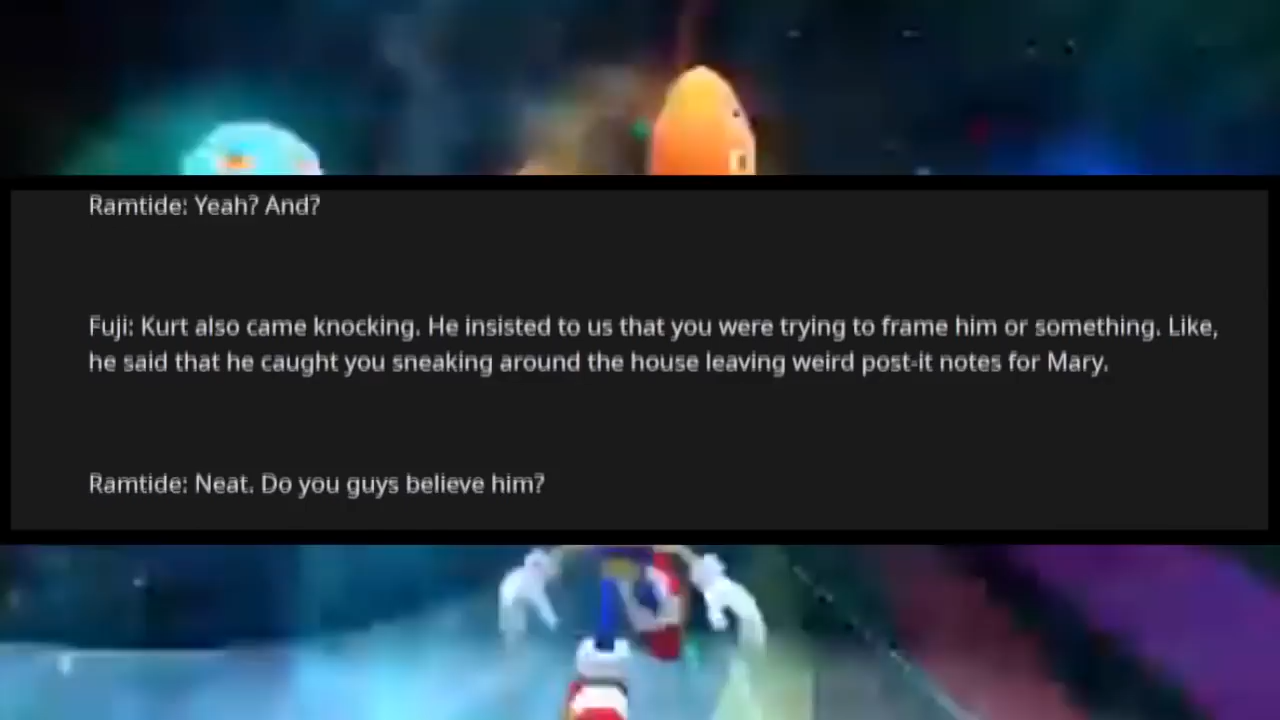 Ramtide: Yeah? And?
Fuji: Kurt also came knocking. He insisted to us that you were trying to frame him or something. Like,
he said that he caught you sneaking around the house leaving weird post-it notes for Mary.
Ramtide: Neat. Do you guys believe him?